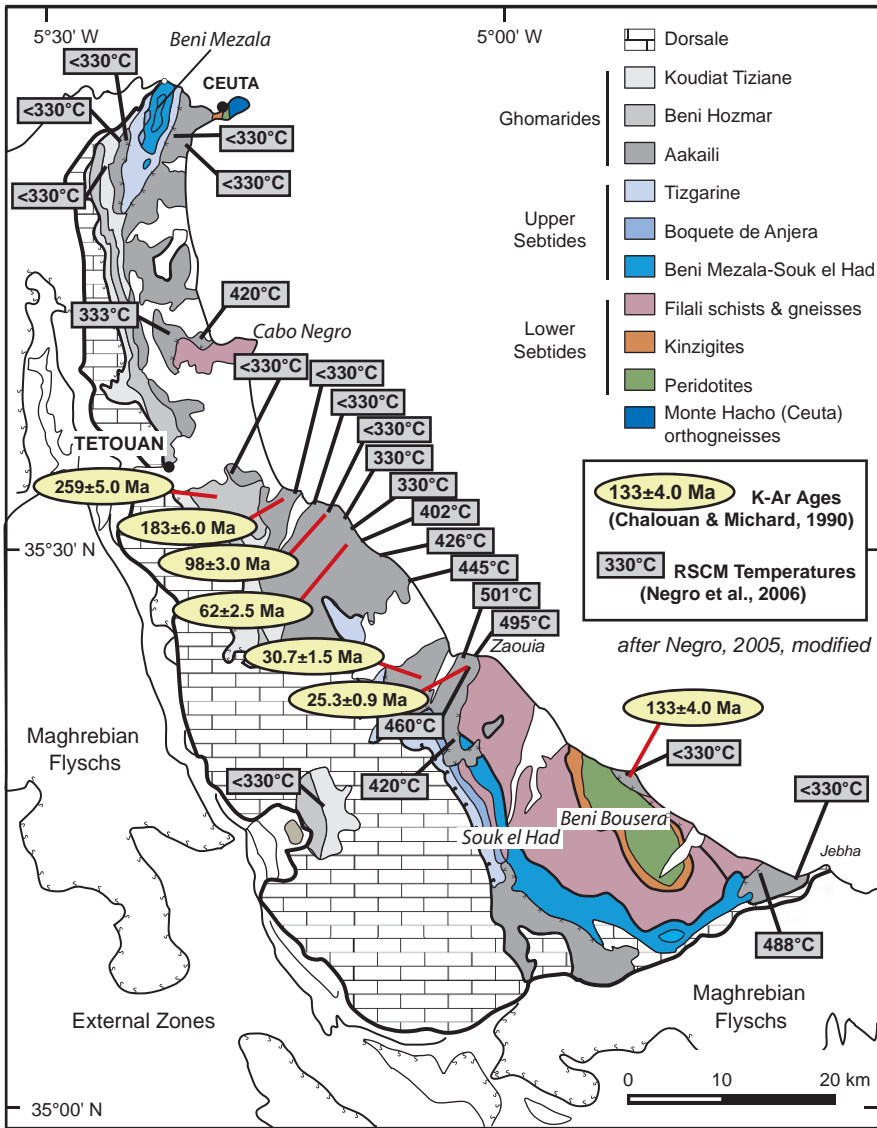 5°30' W
5°00' W
Beni Mezala
<330°C
CEUTA
<330°C
<330°C
<330°C
<330°C
Dorsale
Koudiat Tiziane
Ghomarides
Beni Hozmar
Aakaili
Tizgarine
Upper
Sebtides
Boquete de Anjera
Beni Mezala-Souk el Had
Filali schists & gneisses
Lower
Sebtides
Kinzigites
Peridotites
Monte Hacho (Ceuta)
orthogneisses
420°C
333°C
Cabo Negro
<330°C
<330°C
<330°C
<330°C
330°C
330°C
402°C
426°C
445°C
501°C
495°C
TETOUAN
259±5.0 Ma
183±6.0 Ma
98±3.0 Ma
62±2.5 Ma
30.7±1.5 Ma
25.3±0.9 Ma
35°30' N
133±4.0 Ma
K-Ar Ages
(Chalouan & Michard, 1990)
330°C
RSCM Temperatures
(Negro et al., 2006)
after Negro, 2005, modified
Zaouia
460°C
420°C
133±4.0 Ma
<330°C
<330°C
<330°C
Maghrebian
Flyschs
Beni Bousera
Souk el Had
Jebha
488°C
External Zones
Maghrebian
Flyschs
0 10 20 km
35°00' N